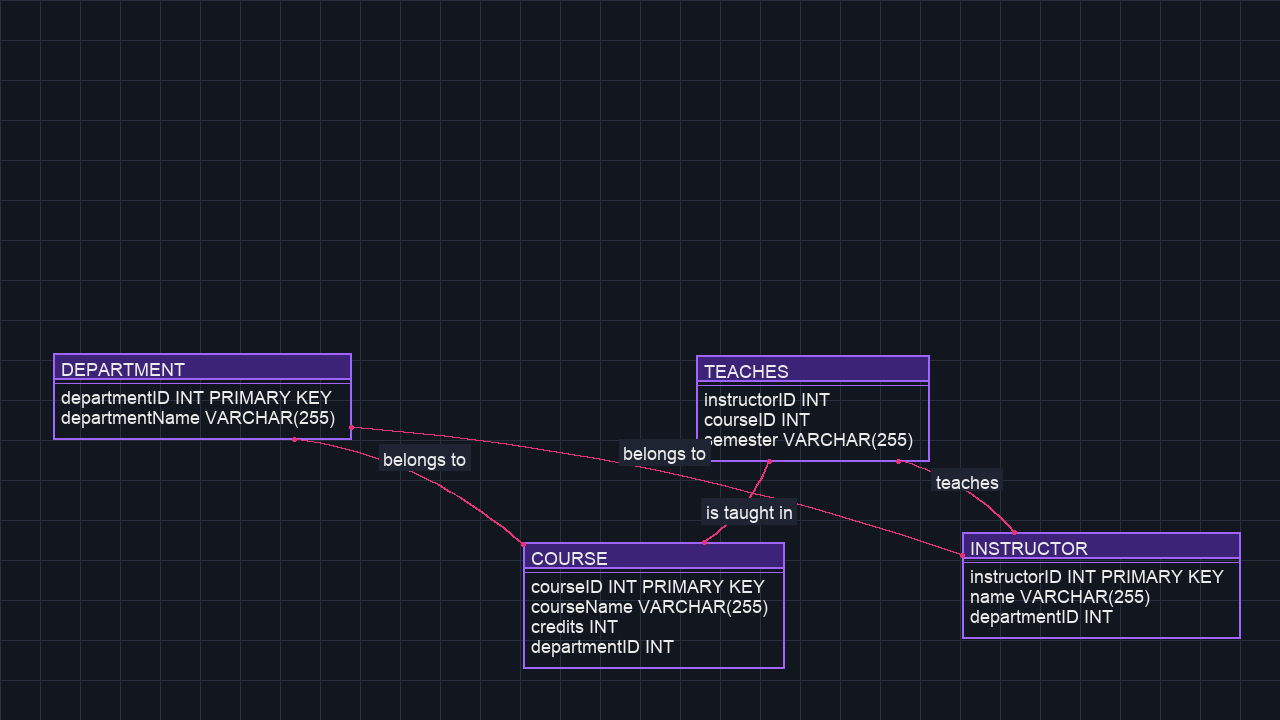 DEPARTMENT
departmentID INT PRIMARY KEY
departmentName VARCHAR(255)
TEACHES
instructorID INT
courseID INT
semester VARCHAR(255)
belongs to
belongs to
teaches
is taught in
COURSE
courseID INT PRIMARY KEY
courseName VARCHAR(255)
credits INT
departmentID INT
INSTRUCTOR
instructorID INT PRIMARY KEY
name VARCHAR(255)
departmentID INT